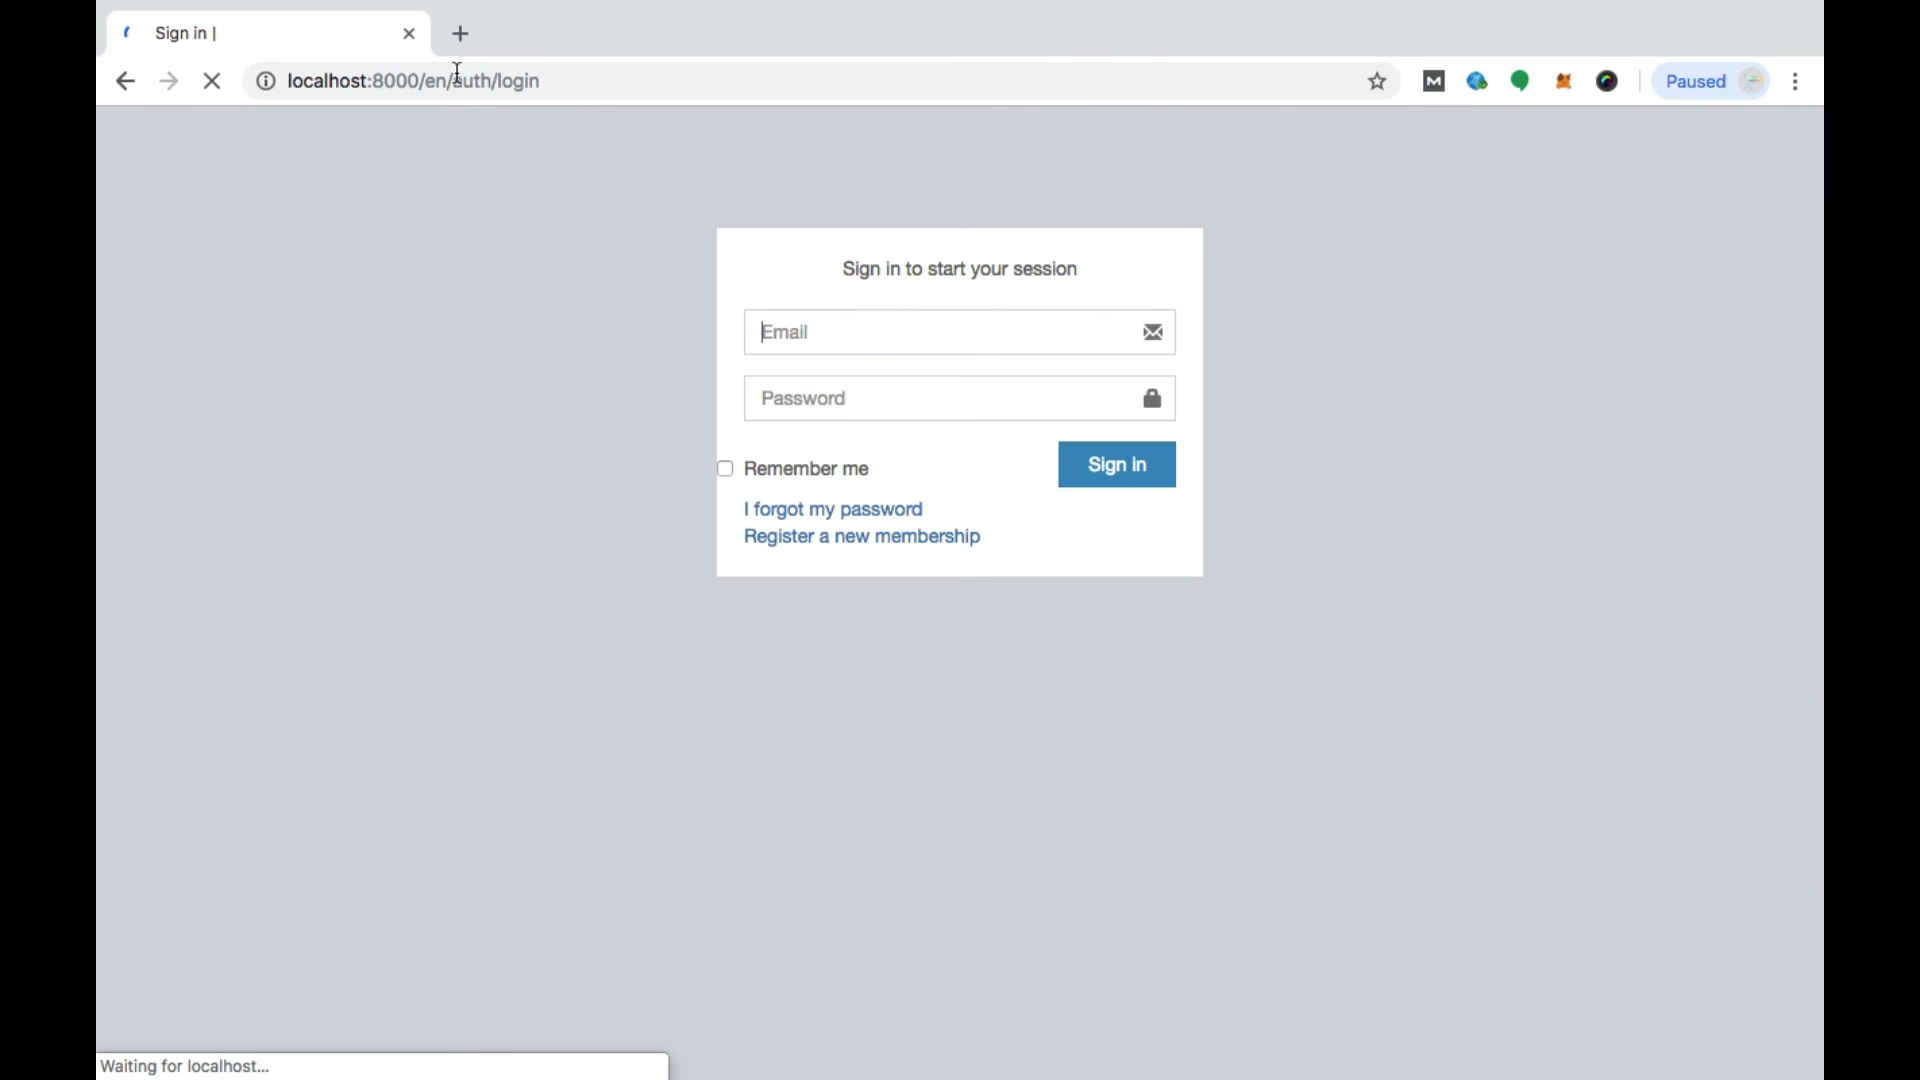 Sign in |
localhost:8000/en/auth/login
M
Paused
Sign in to start your session
Email
Password
Remember me
Sign in
I forgot my password
Register a new membership
Waiting for localhost...